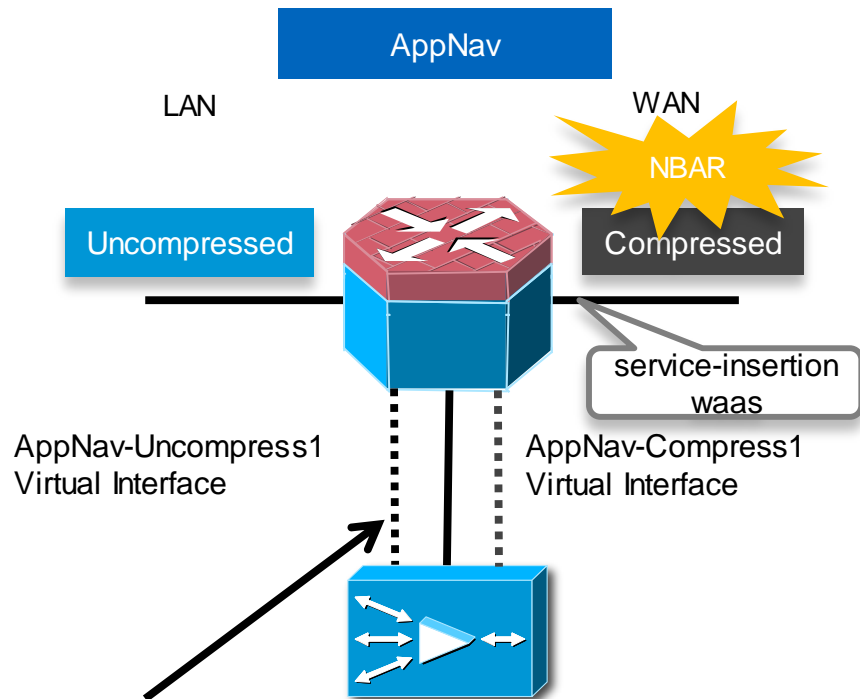 AppNav
LAN
WAN
NBAR
Uncompressed
Compressed
service-insertion
waas
AppNav-Uncompress1
Virtual Interface
AppNav-Compress1
Virtual Interface